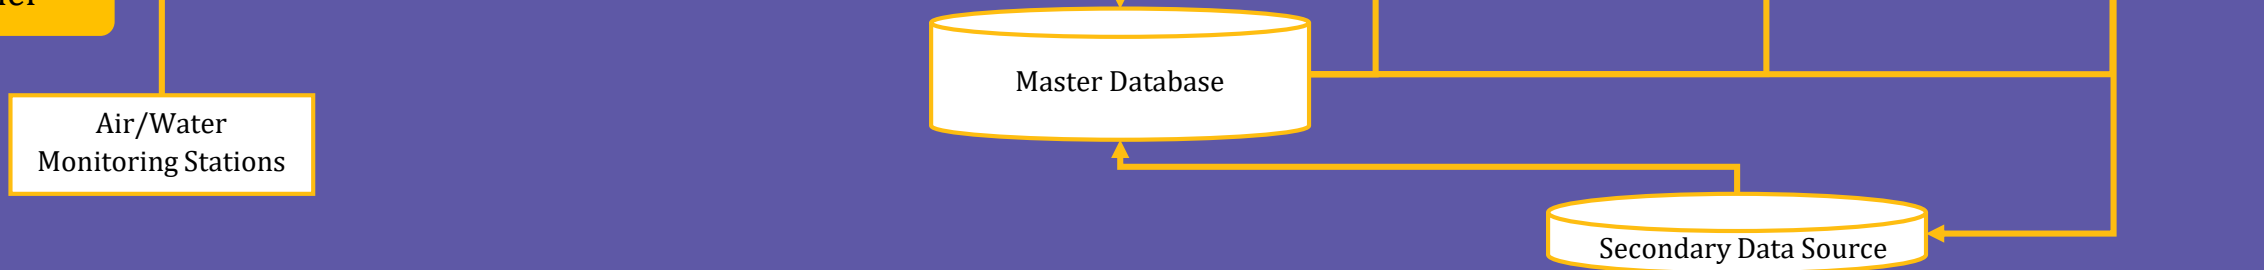 Master Database
Air/Water
Monitoring Stations
Secondary Data Source